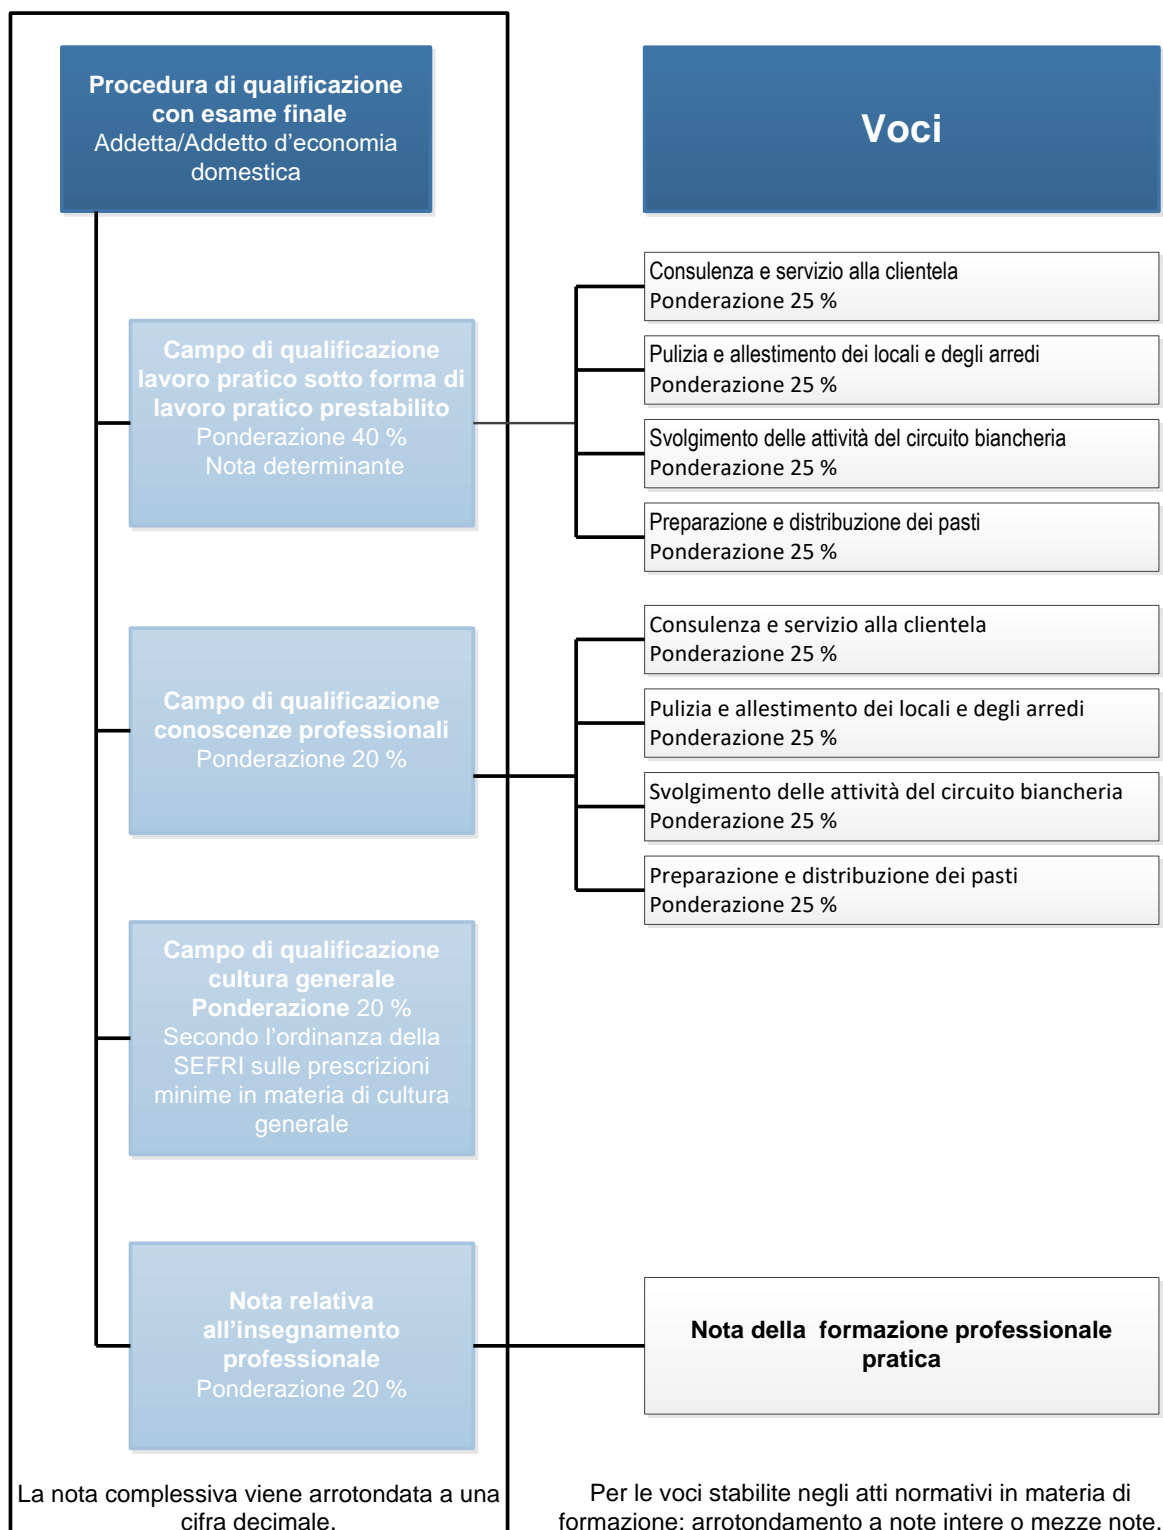 Procedura di qualificazione
con esame finale
Addetta/Addetto d’economia
domestica
Voci
Campo di qualificazione
lavoro pratico sotto forma di
lavoro pratico prestabilito
Ponderazione 40 %
Nota determinante
Consulenza e servizio alla clientela
Ponderazione 25 %
Pulizia e allestimento dei locali e degli arredi
Ponderazione 25 %
Svolgimento delle attività del circuito biancheria
Ponderazione 25 %
Preparazione e distribuzione dei pasti
Ponderazione 25 %
Campo di qualificazione
conoscenze professionali
Ponderazione 20 %
Consulenza e servizio alla clientela
Ponderazione 25 %
Pulizia e allestimento dei locali e degli arredi
Ponderazione 25 %
Svolgimento delle attività del circuito biancheria
Ponderazione 25 %
Preparazione e distribuzione dei pasti
Ponderazione 25 %
Campo di qualificazione
cultura generale
Ponderazione 20 %
Secondo l’ordinanza della
SEFRI sulle prescrizioni
minime in materia di cultura
generale
Nota relativa
all’insegnamento
professionale
Ponderazione 20 %
Nota della formazione professionale
pratica
La nota complessiva viene arrotondata a una
cifra decimale.
Per le voci stabilite negli atti normativi in materia di
formazione: arrotondamento a note intere o mezze note.